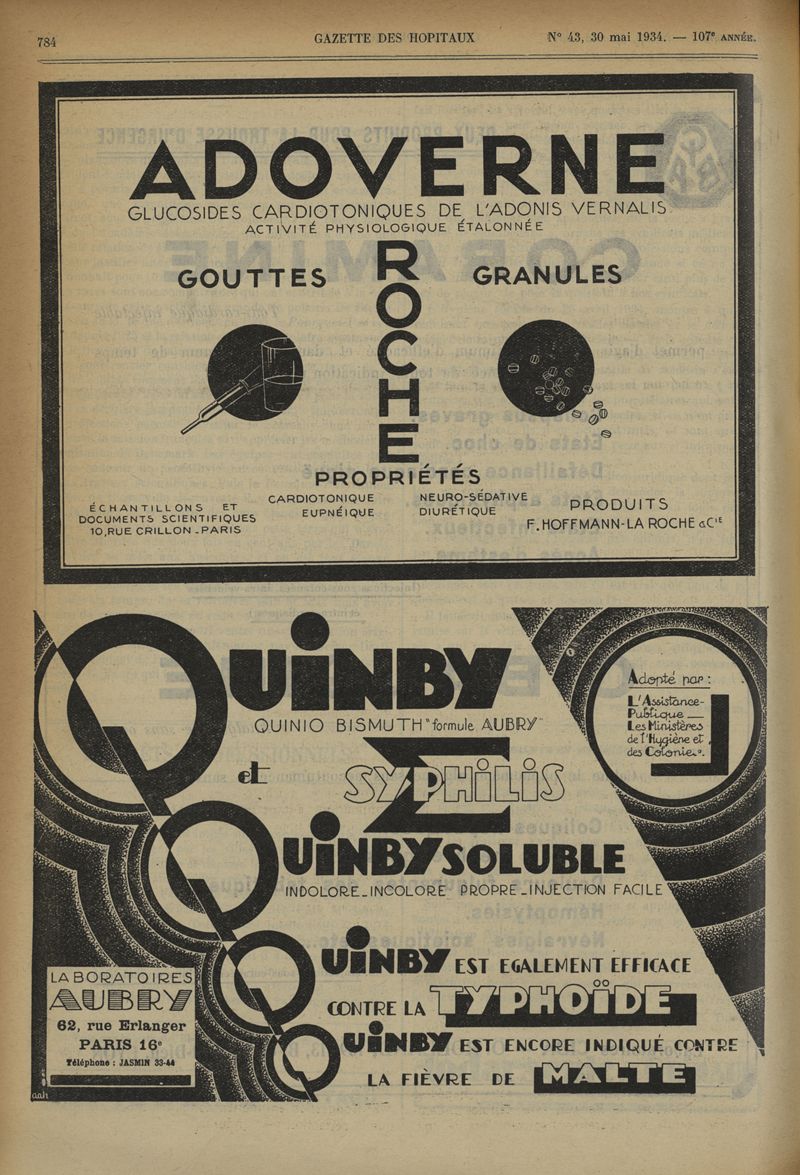 784
GAZETTE DES HOPITAUX
N° 43, 30 mai 1934. — 107e ANNÉE.
ADOVERNE
GLUCOSIDES CARDIOTONIQUES DE L'ADONIS VERNALIS
ACTIVITÉ PHYSIOLOGIQUE ÉTALONNÉE
GOUTTES
ROCHE
GRANULES
PROPRIÉTÉS
CARDIOTONIQUE
EUPNÉIQUE
NEURO-SÉDATIVE
DIURÉTIQUE
ÉCHANTILLONS ET
DOCUMENTS SCIENTIFIQUES
10, RUE CRILLON _ PARIS
PRODUITS
F. HOFFMANN-LA ROCHE & CIE
QUINBY
QUINIO BISMUTH "formule AUBRY"
Adopté par :
L'Assistance-
Publique —
Les Ministères
de l'Hygiène et
des Colonies.
et
SYPHILIS
QUINBY SOLUBLE
INDOLORE _ INCOLORE PROPRE _ INJECTION FACILE
QUINBY EST EGALEMENT EFFICACE
CONTRE LA TYPHOÏDE
QUINBY EST ENCORE INDIQUÉ CONTRE
LA FIÈVRE DE MALTE
LABORATOIRES
AUBRY
62, rue Erlanger
PARIS 16e
Téléphone : JASMIN 33-44